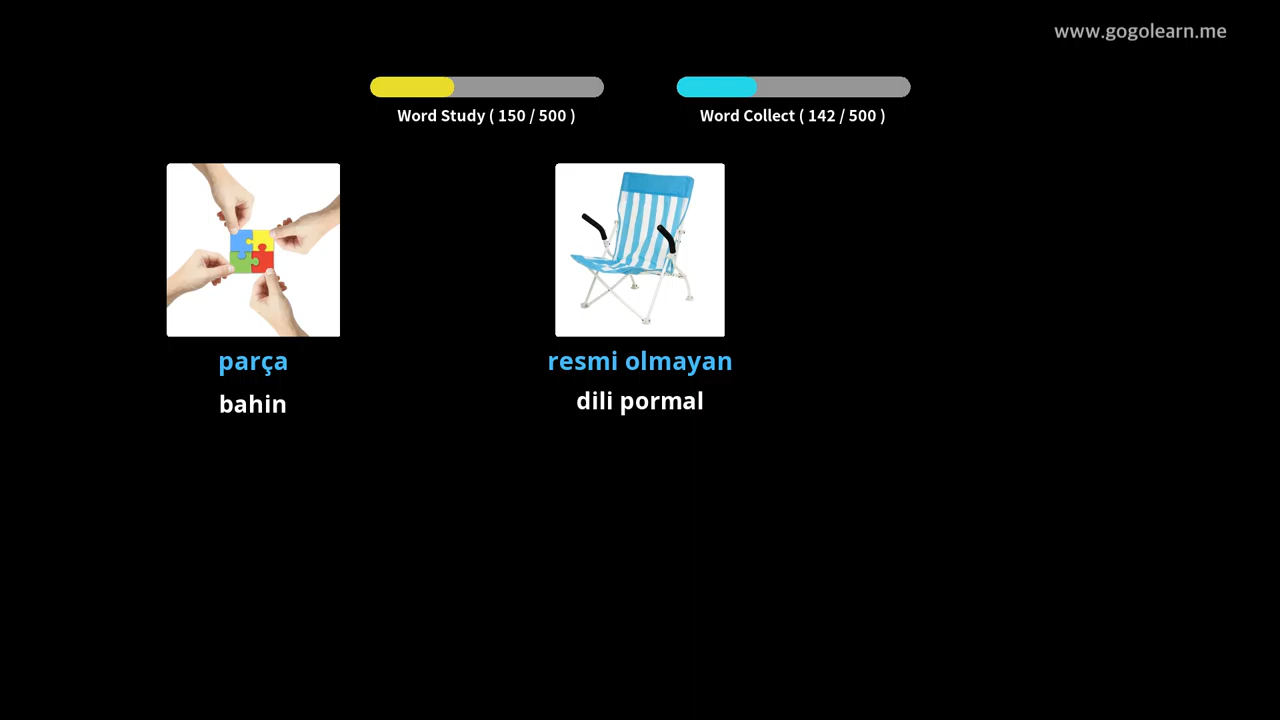 www.gogolearn.me
Word Study ( 150 / 500 )
Word Collect ( 142 / 500 )
parça
bahin
resmi olmayan
dili pormal